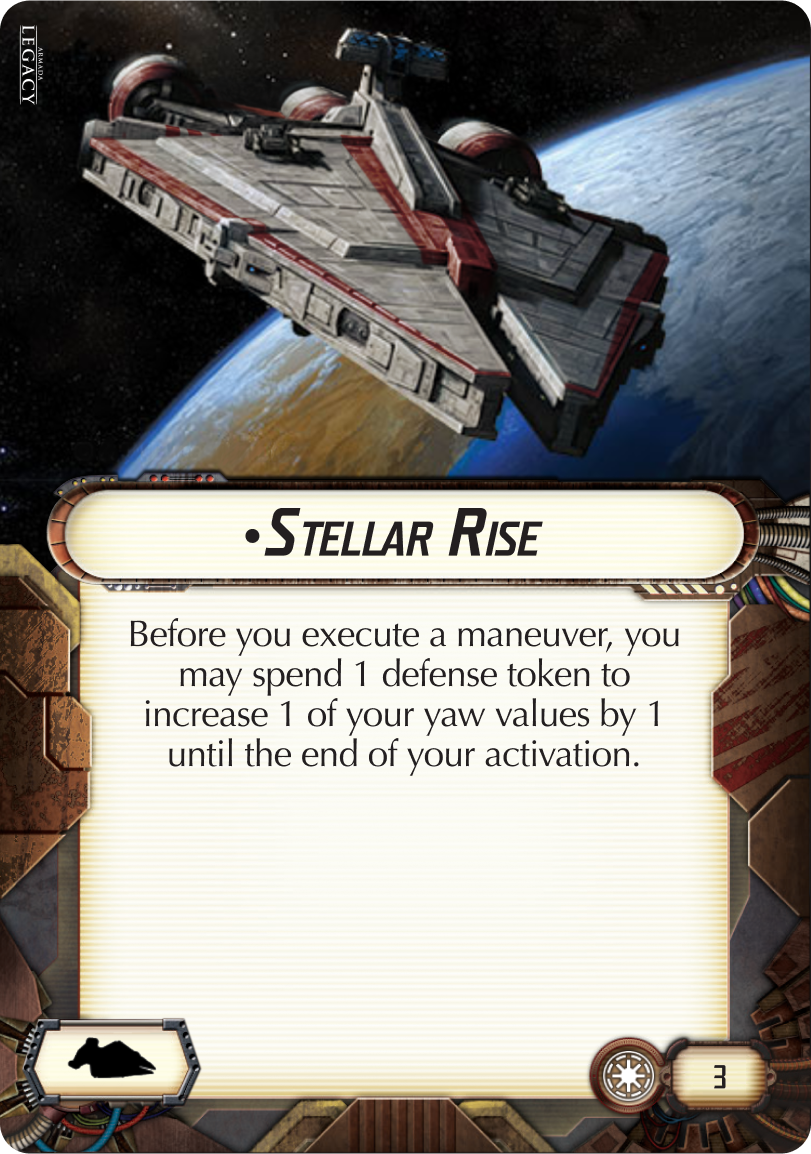 ARMADA
LEGACY
•STELLAR RISE
Before you execute a maneuver, you
may spend 1 defense token to
increase 1 of your yaw values by 1
until the end of your activation.
3